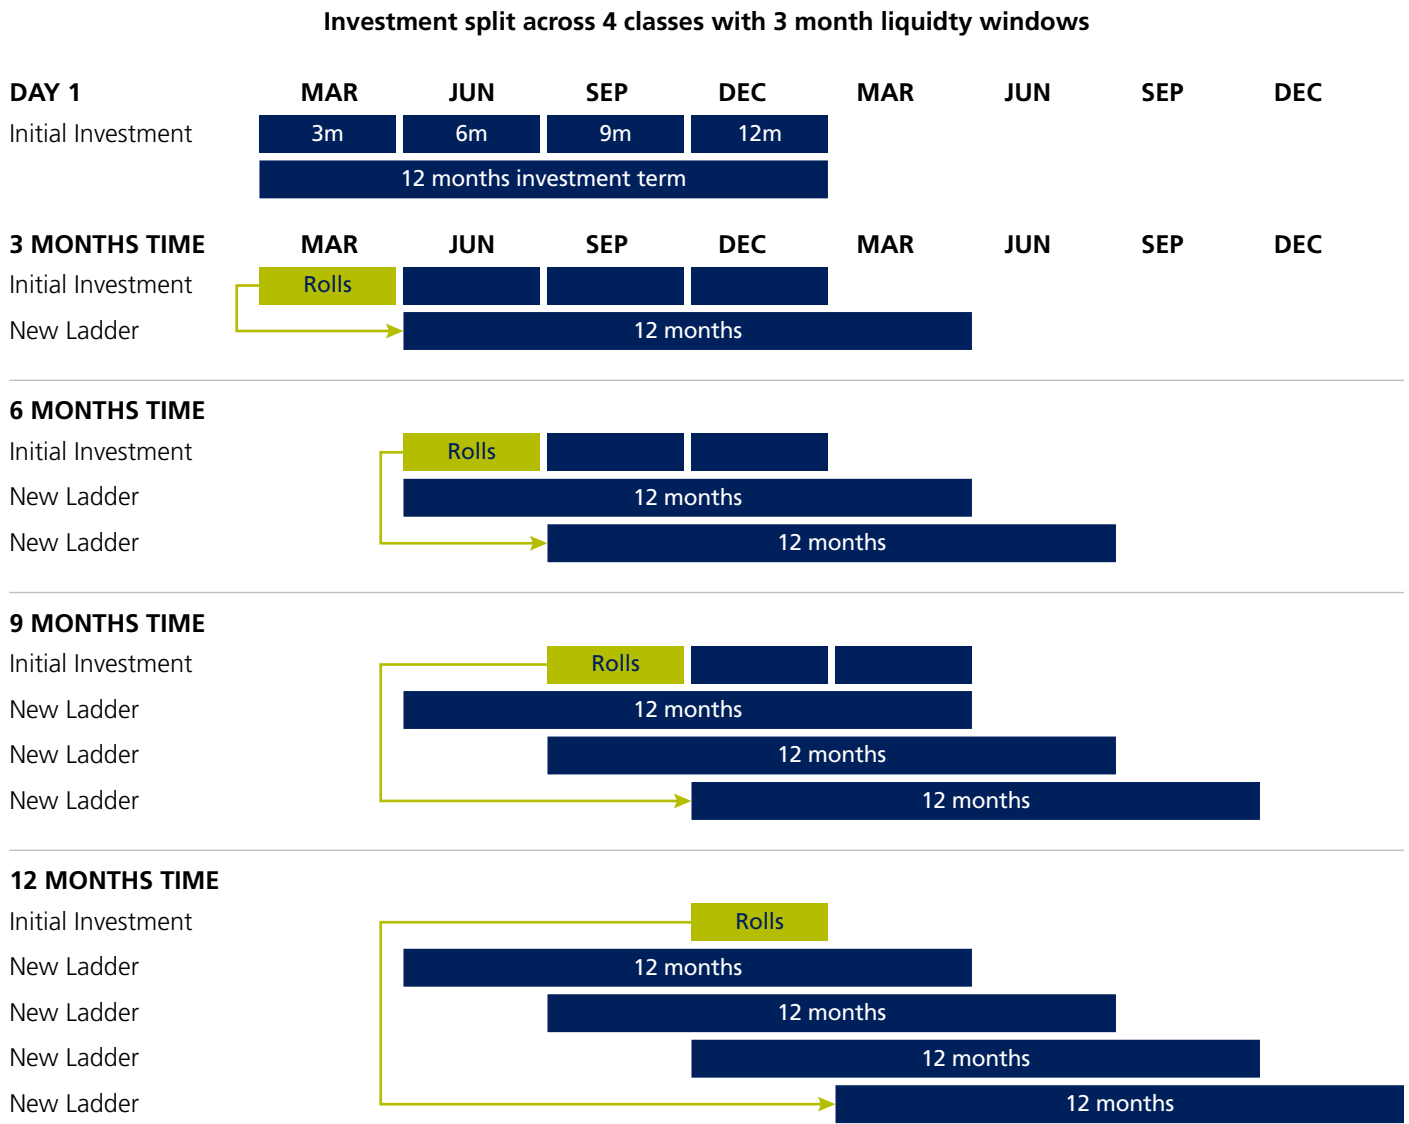 Investment split across 4 classes with 3 month liquidty windows
DAY 1 MAR JUN SEP DEC MAR JUN SEP DEC
Initial Investment 3m 6m 9m 12m
12 months investment term
3 MONTHS TIME MAR JUN SEP DEC MAR JUN SEP DEC
Initial Investment Rolls
New Ladder 12 months
6 MONTHS TIME
Initial Investment Rolls
New Ladder 12 months
New Ladder 12 months
9 MONTHS TIME
Initial Investment Rolls
New Ladder 12 months
New Ladder 12 months
New Ladder 12 months
12 MONTHS TIME
Initial Investment Rolls
New Ladder 12 months
New Ladder 12 months
New Ladder 12 months
New Ladder 12 months